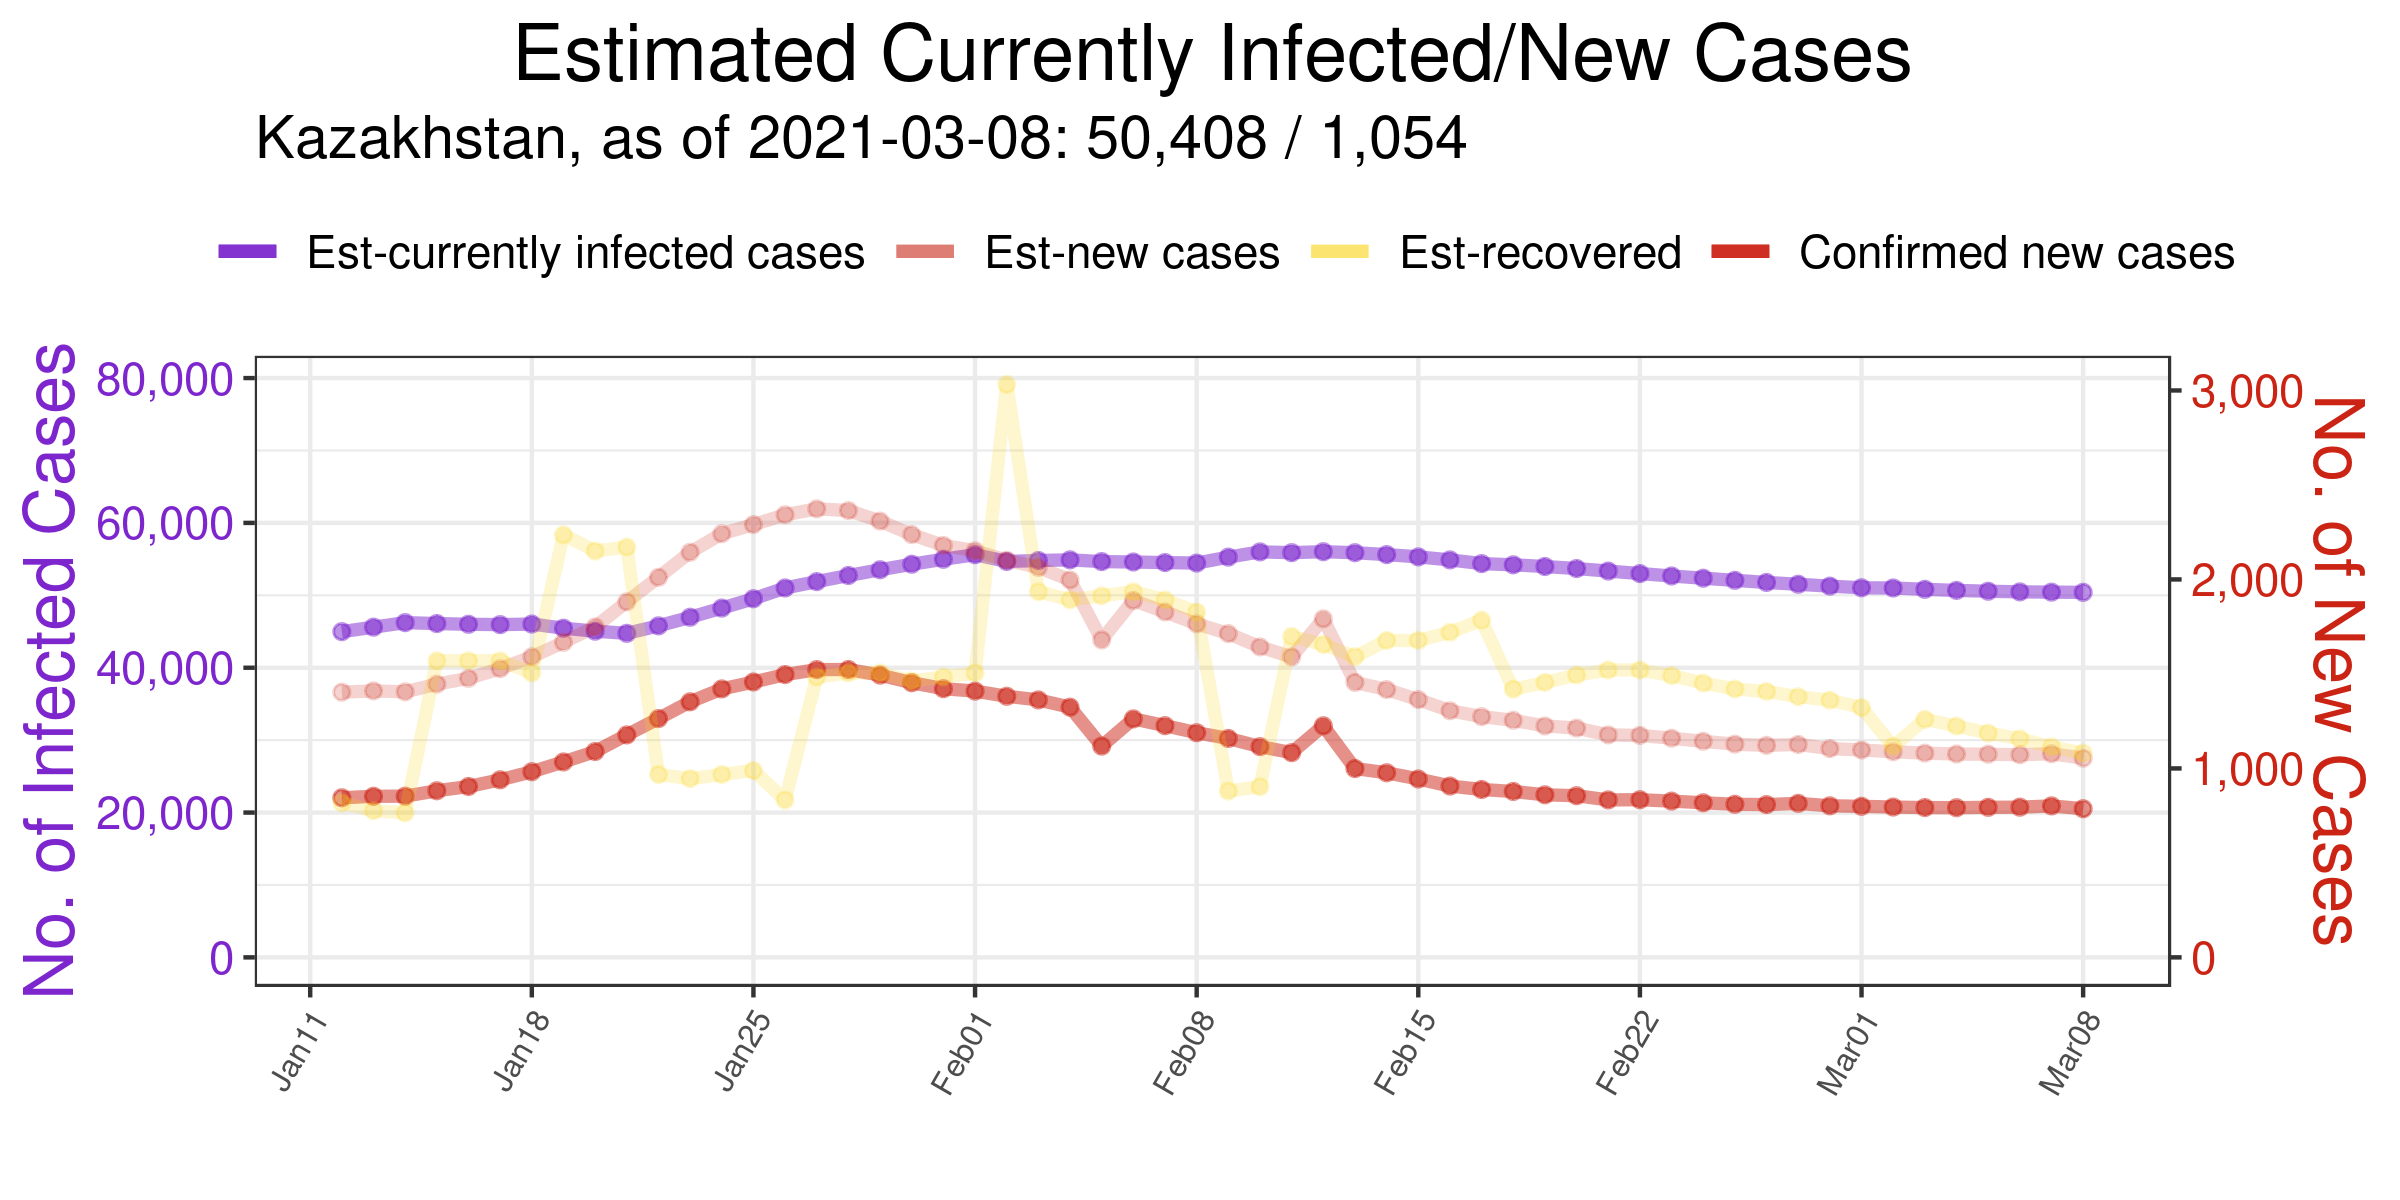 Estimated Currently Infected/New Cases
Kazakhstan, as of 2021-03-08: 50,408 / 1,054
Est-currently infected cases Est-new cases Est-recovered Confirmed new cases
No. of Infected Cases
80,000
60,000
40,000
20,000
0
3,000
2,000
1,000
0
No. of New Cases
Jan11 Jan18 Jan25 Feb01 Feb08 Feb15 Feb22 Mar01 Mar08